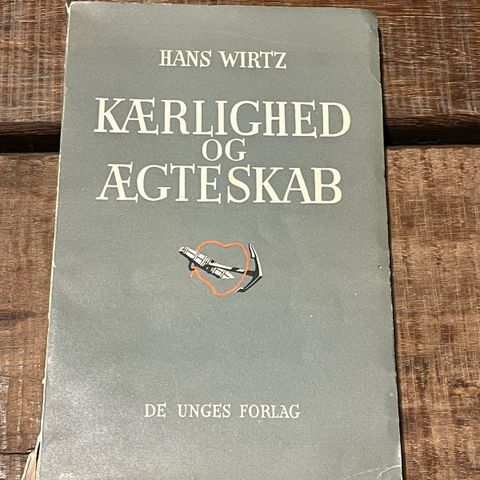 HANS WIRTZ
KÆRLIGHED
OG
ÆGTESKAB
DE UNGES FORLAG